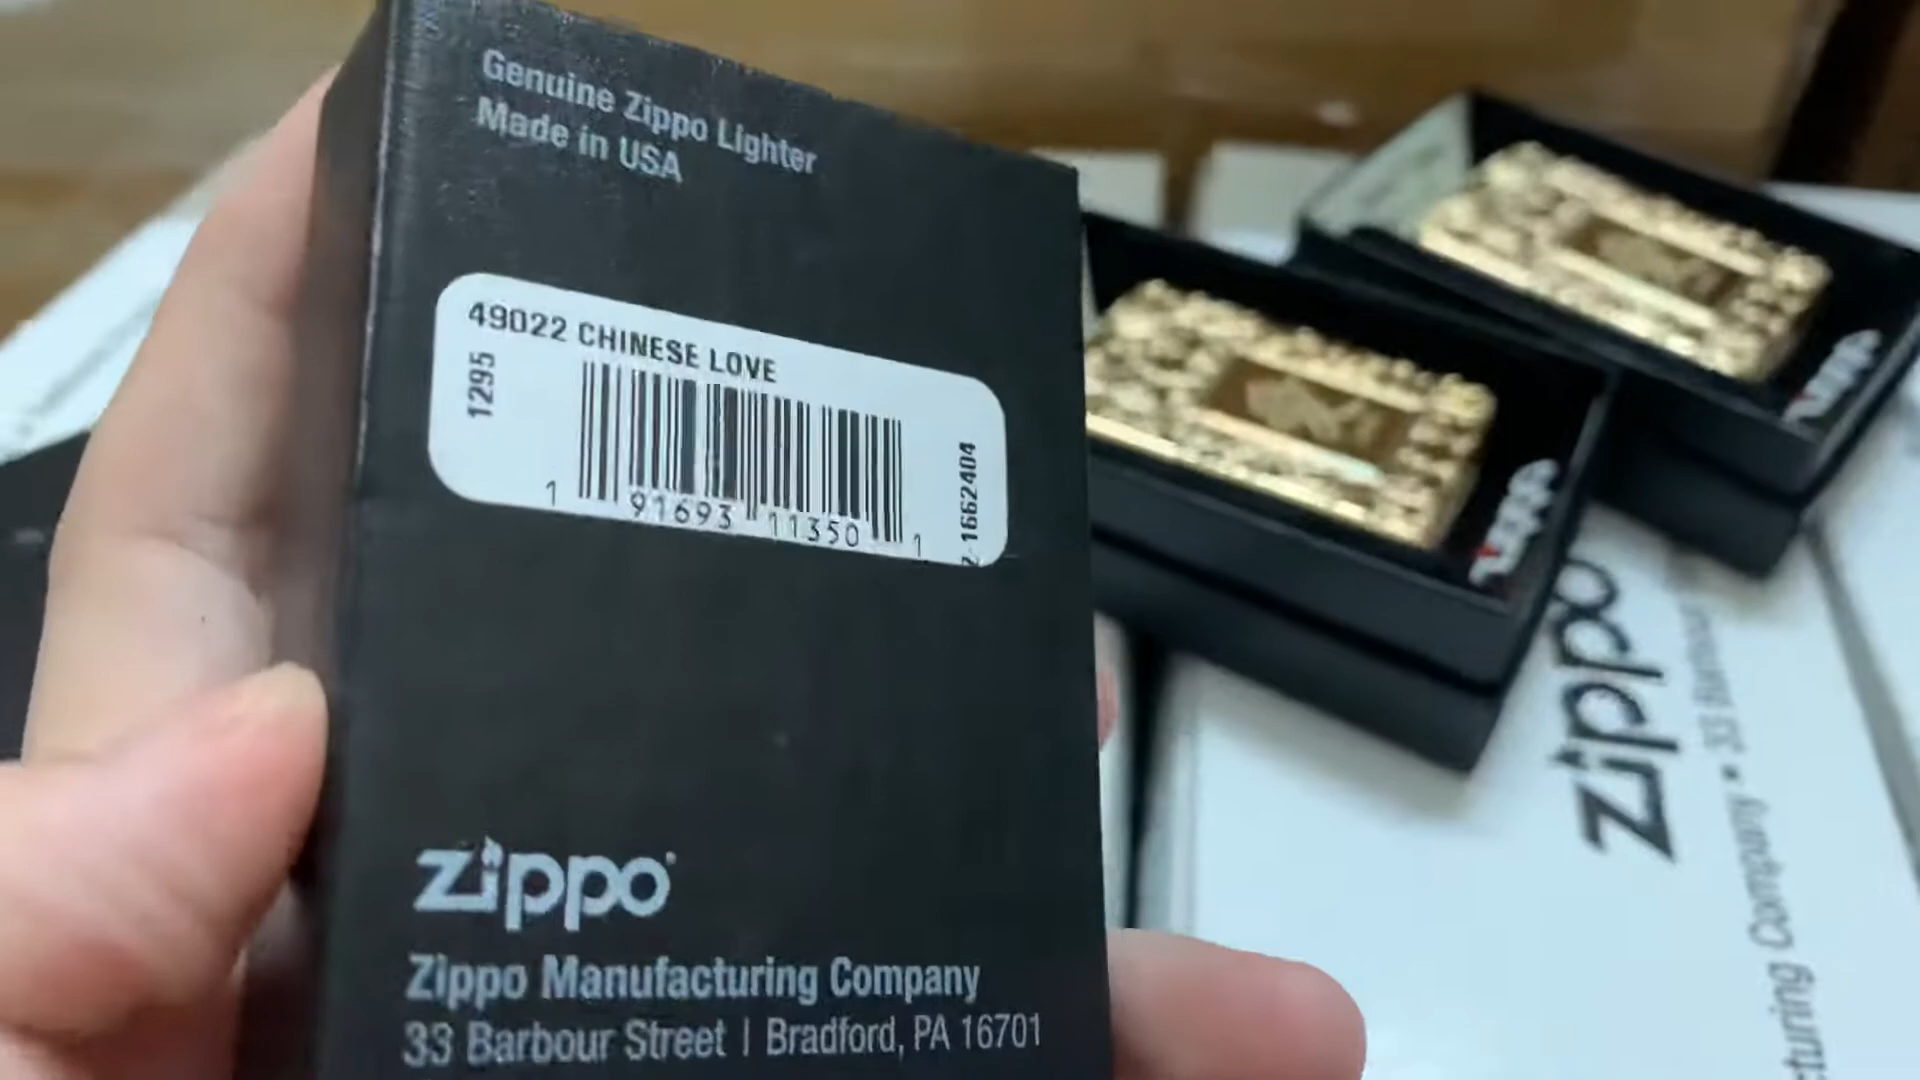 Genuine Zippo Lighter
Made in USA
49022 CHINESE LOVE
1295
1 91693 11350 1
Z-1662404
zippo
Zippo Manufacturing Company
33 Barbour Street | Bradford, PA 16701
zippo
turing Company • 33